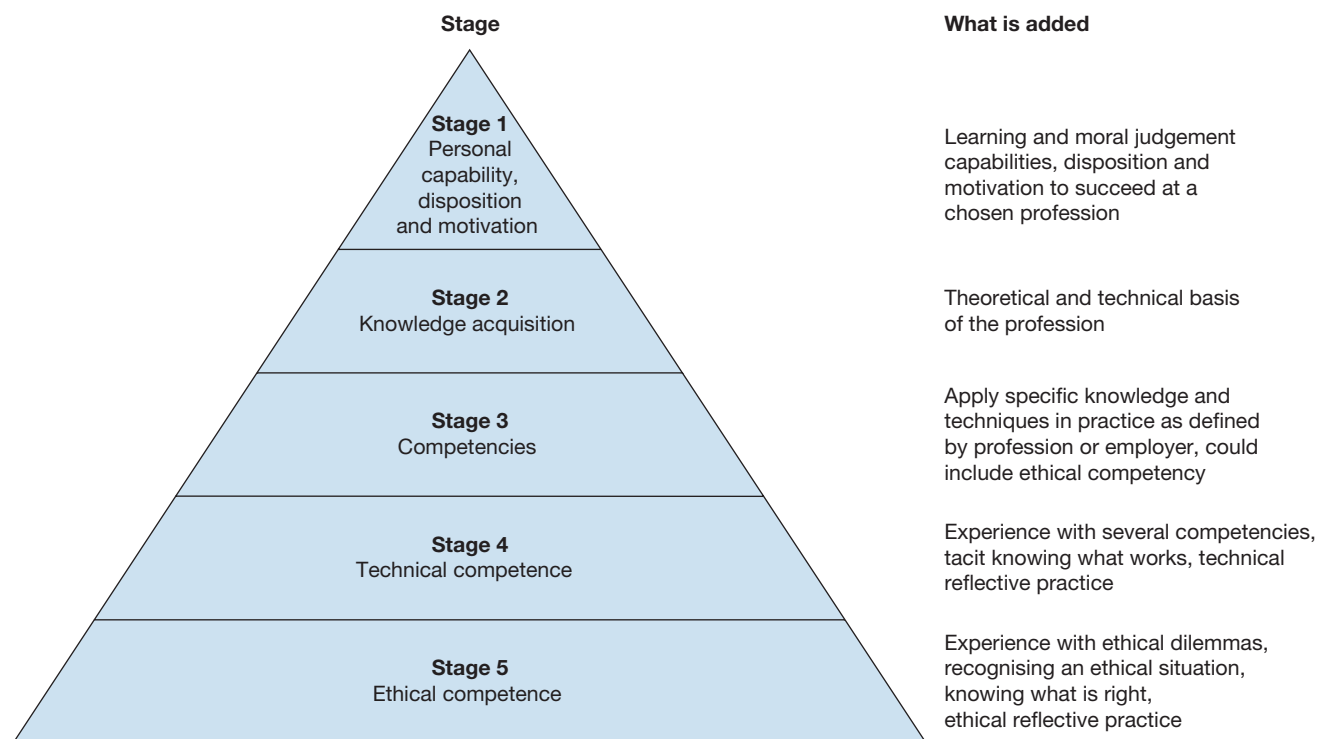 Stage
What is added
Stage 1
Personal
capability,
disposition
and motivation
Learning and moral judgement
capabilities, disposition and
motivation to succeed at a
chosen profession
Stage 2
Knowledge acquisition
Theoretical and technical basis
of the profession
Stage 3
Competencies
Apply specific knowledge and
techniques in practice as defined
by profession or employer, could
include ethical competency
Stage 4
Technical competence
Experience with several competencies,
tacit knowing what works, technical
reflective practice
Stage 5
Ethical competence
Experience with ethical dilemmas,
recognising an ethical situation,
knowing what is right,
ethical reflective practice